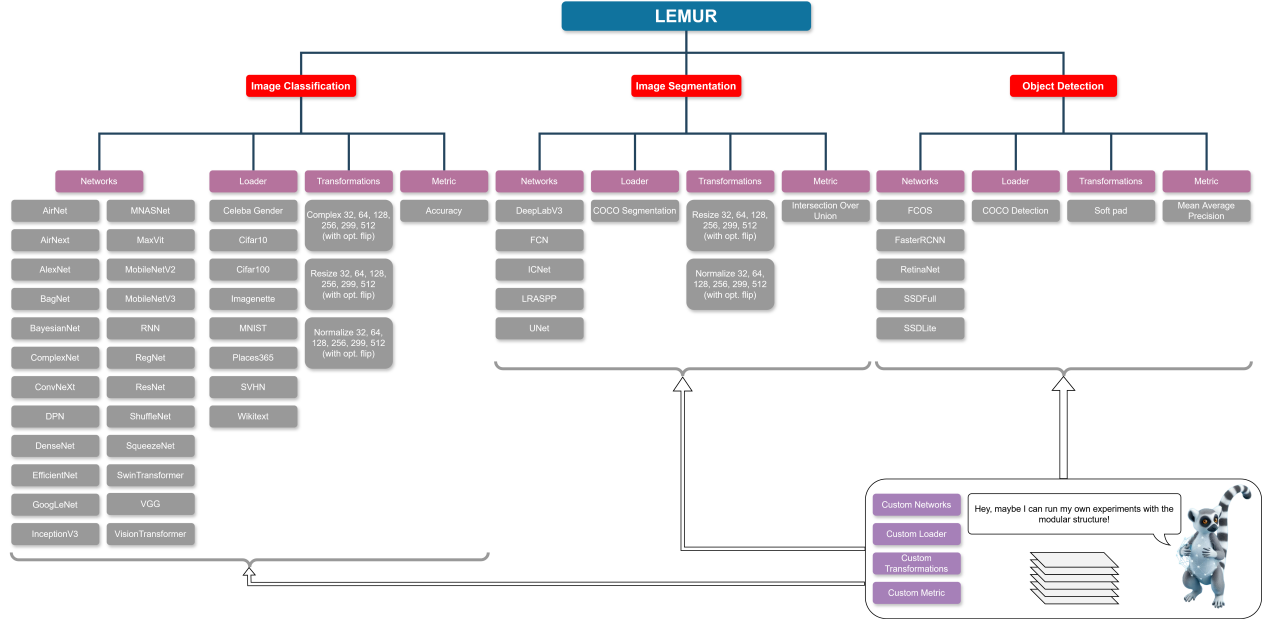 LEMUR
Image Classification
Image Segmentation
Object Detection
Networks
Loader
Transformations
Metric
Networks
Loader
Transformations
Metric
Networks
Loader
Transformations
Metric
AirNet
AirNext
AlexNet
BagNet
BayesianNet
ComplexNet
ConvNeXt
DPN
DenseNet
EfficientNet
GoogLeNet
InceptionV3
MNASNet
MaxVit
MobileNetV2
MobileNetV3
RNN
RegNet
ResNet
ShuffleNet
SqueezeNet
SwinTransformer
VGG
VisionTransformer
Celeba Gender
Cifar10
Cifar100
Imagenette
MNIST
Places365
SVHN
Wikitext
Complex 32, 64, 128,
256, 299, 512
(with opt. flip)
Resize 32, 64, 128,
256, 299, 512
(with opt. flip)
Normalize 32, 64,
128, 256, 299, 512
(with opt. flip)
Accuracy
DeepLabV3
FCN
ICNet
LRASPP
UNet
COCO Segmentation
Resize 32, 64, 128,
256, 299, 512
(with opt. flip)
Normalize 32, 64,
128, 256, 299, 512
(with opt. flip)
Intersection Over
Union
FCOS
FasterRCNN
RetinaNet
SSDFull
SSDLite
COCO Detection
Soft pad
Mean Average
Precision
Custom Networks
Custom Loader
Custom
Transformations
Custom Metric
Hey, maybe I can run my own experiments with the
modular structure!